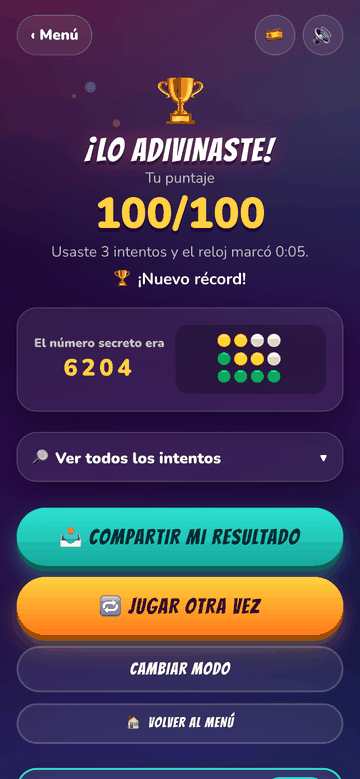 ‹ Menú
¡LO ADIVINASTE!
Tu puntaje
100/100
Usaste 3 intentos y el reloj marcó 0:05.
🏆 ¡Nuevo récord!
El número secreto era
6204
🔎 Ver todos los intentos ▼
📤 COMPARTIR MI RESULTADO
🔁 JUGAR OTRA VEZ
CAMBIAR MODO
🏠 VOLVER AL MENÚ